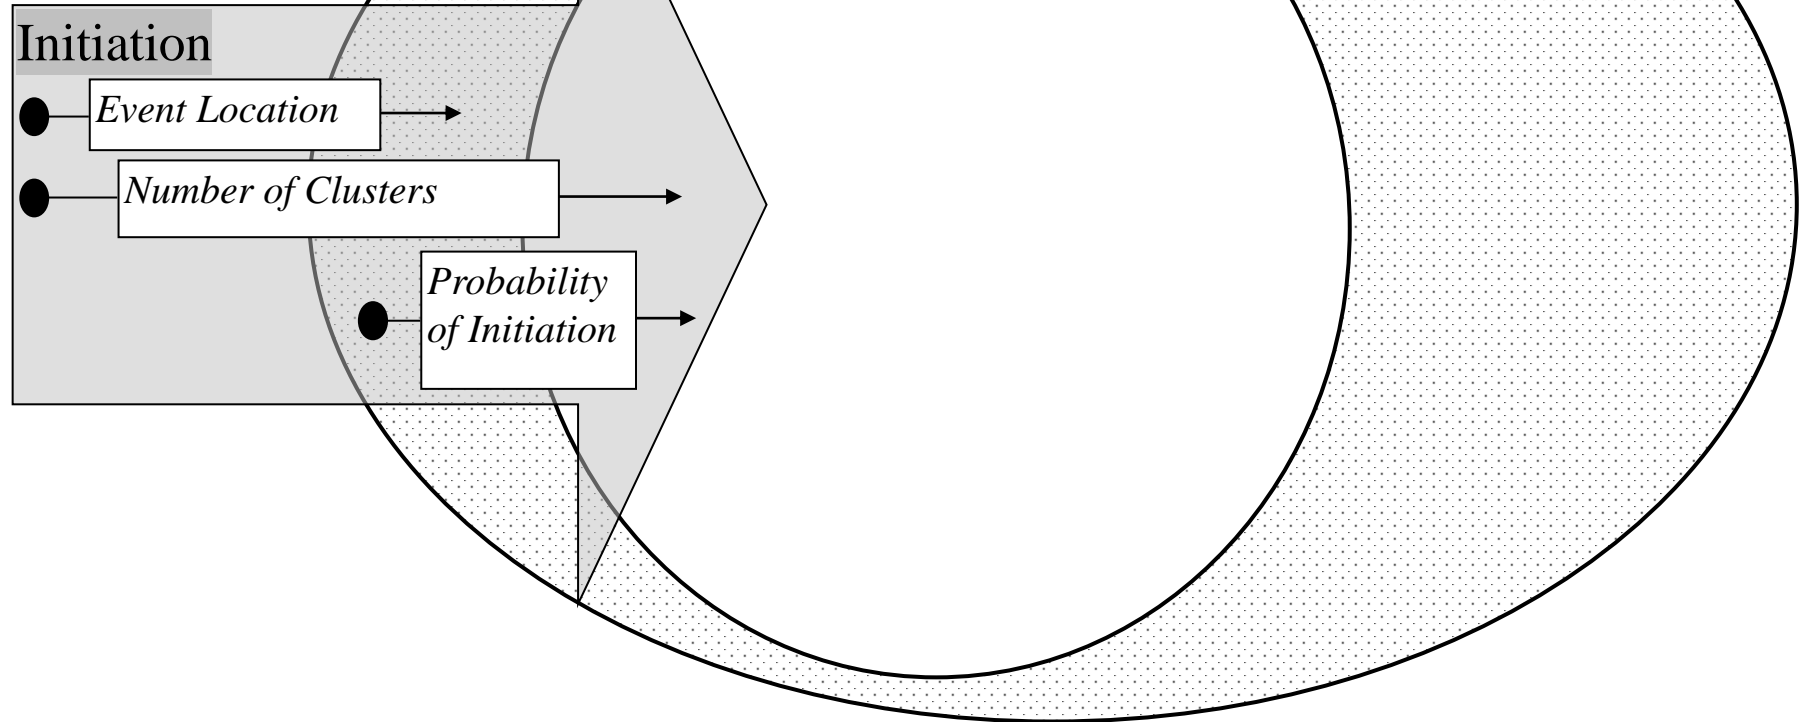 Initiation
Event Location
Number of Clusters
Probability
of Initiation